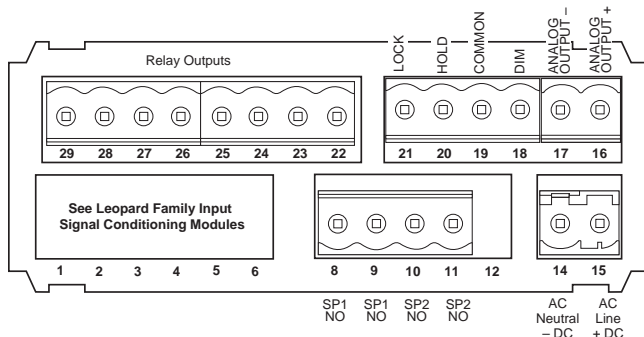 Relay Outputs
LOCK
HOLD
COMMON
DIM
ANALOG
OUTPUT –
ANALOG
OUTPUT +
29 28 27 26 25 24 23 22
21 20 19 18 17 16
See Leopard Family Input
Signal Conditioning Modules
1 2 3 4 5 6
8 9 10 11 12
14 15
SP1
NO
SP1
NO
SP2
NO
SP2
NO
AC
Neutral
– DC
AC
Line
+ DC